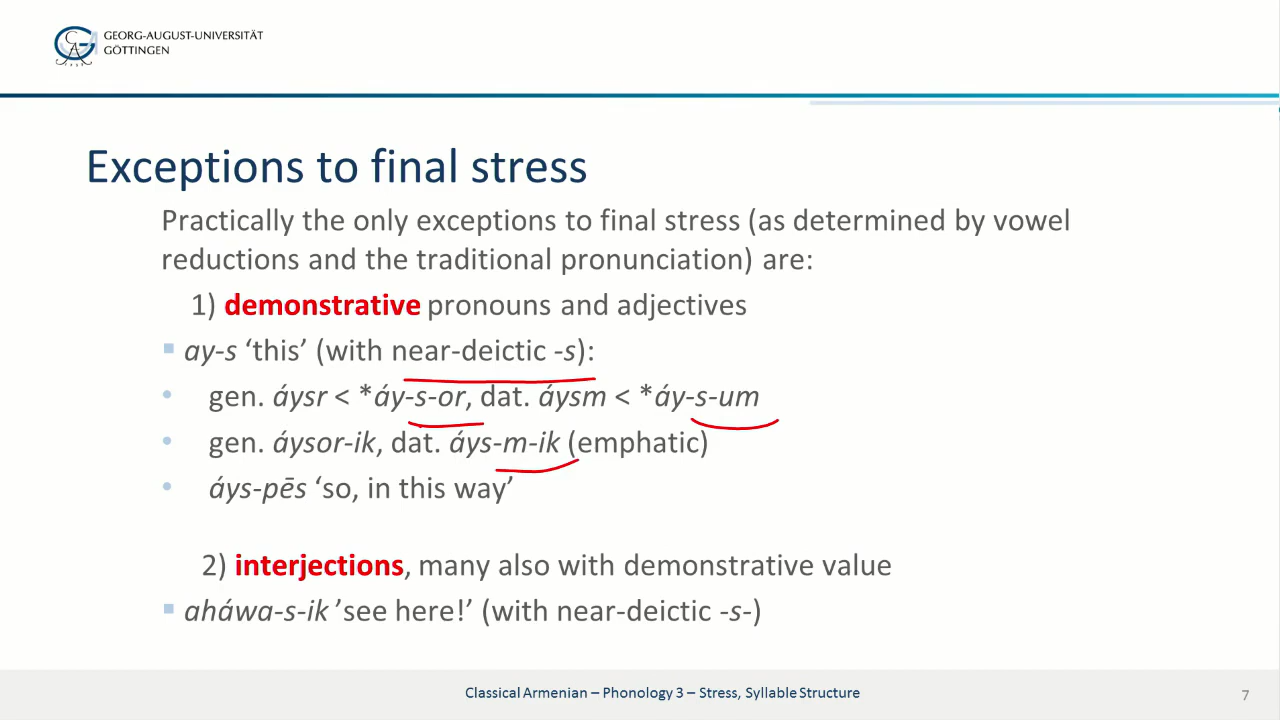 GEORG-AUGUST-UNIVERSITÄT
GÖTTINGEN
Exceptions to final stress
Practically the only exceptions to final stress (as determined by vowel
reductions and the traditional pronunciation) are:
1) demonstrative pronouns and adjectives
▪ ay-s ‘this’ (with near-deictic -s):
• gen. áysr < *áy-s-or, dat. áysm < *áy-s-um
• gen. áysor-ik, dat. áys-m-ik (emphatic)
• áys-pēs ‘so, in this way’
2) interjections, many also with demonstrative value
▪ aháwa-s-ik ’see here!’ (with near-deictic -s-)
Classical Armenian – Phonology 3 – Stress, Syllable Structure
7